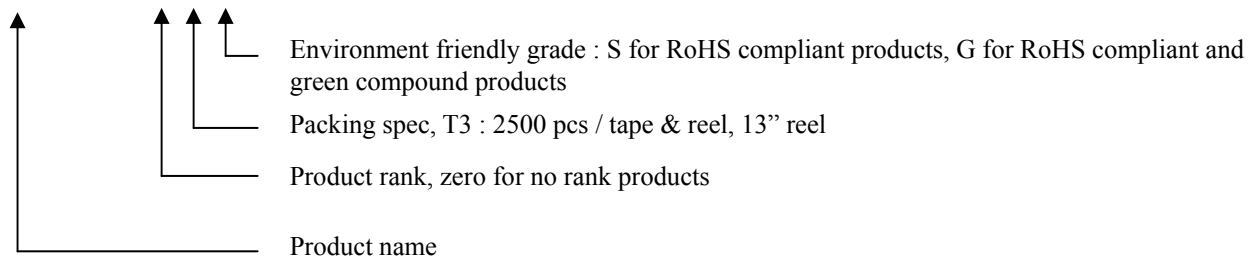 Environment friendly grade : S for RoHS compliant products, G for RoHS compliant and
green compound products
Packing spec, T3 : 2500 pcs / tape & reel, 13” reel
Product rank, zero for no rank products
Product name